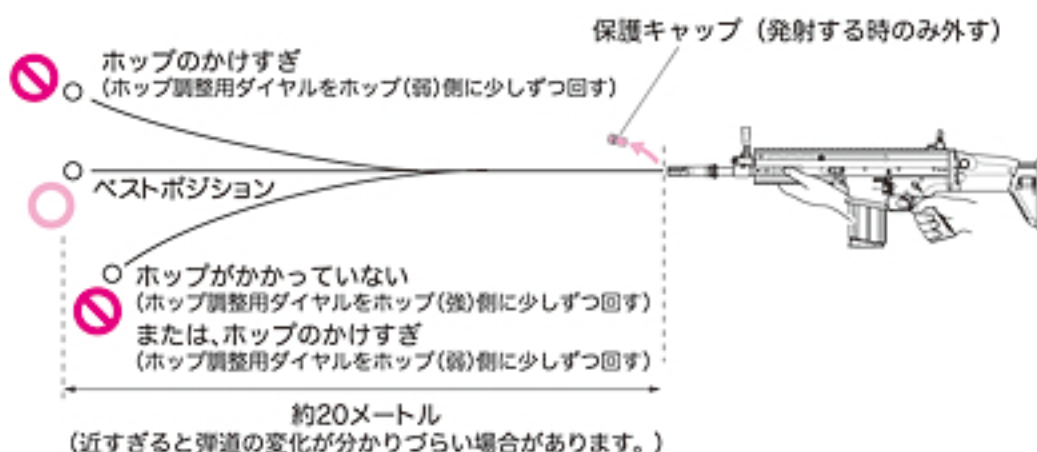 保護キャップ（発射する時のみ外す）
ホップのかけすぎ
（ホップ調整用ダイヤルをホップ（弱）側に少しずつ回す）
ベストポジション
ホップがかかっていない
（ホップ調整用ダイヤルをホップ（強）側に少しずつ回す）
または、ホップのかけすぎ
（ホップ調整用ダイヤルをホップ（弱）側に少しずつ回す）
約20メートル
（近すぎると弾道の変化が分かりづらい場合があります。）